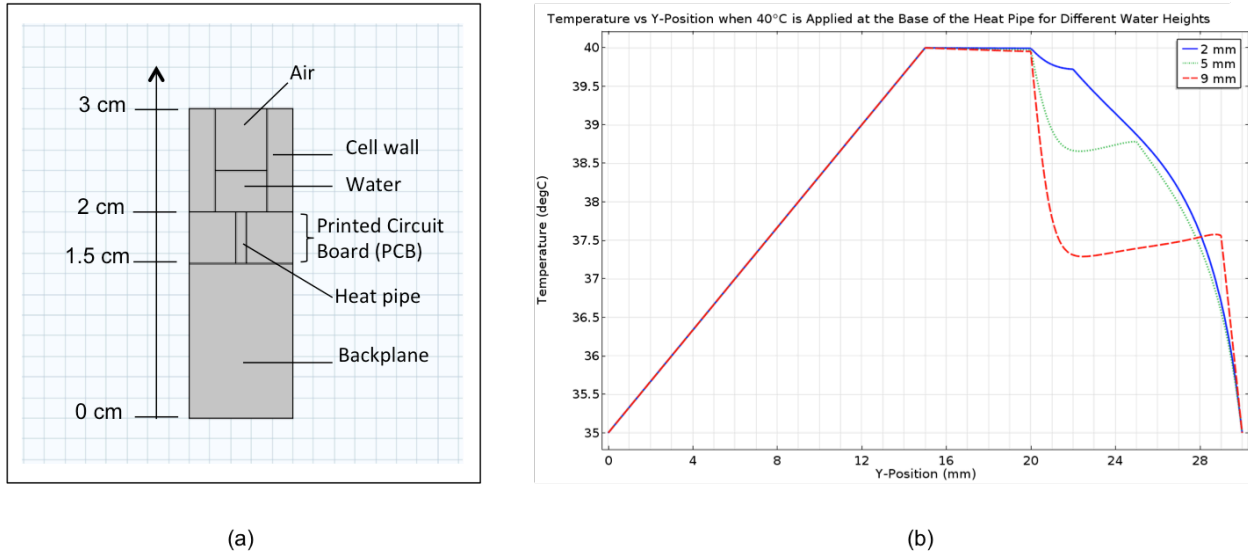 3 cm
2 cm
1.5 cm
0 cm
Air
Cell wall
Water
Printed Circuit
Board (PCB)
Heat pipe
Backplane
(a)
Temperature vs Y-Position when 40°C is Applied at the Base of the Heat Pipe for Different Water Heights
2 mm
5 mm
9 mm
Temperature (degC)
40
39.5
39
38.5
38
37.5
37
36.5
36
35.5
35
0 4 8 12 16 20 24 28
Y-Position (mm)
(b)